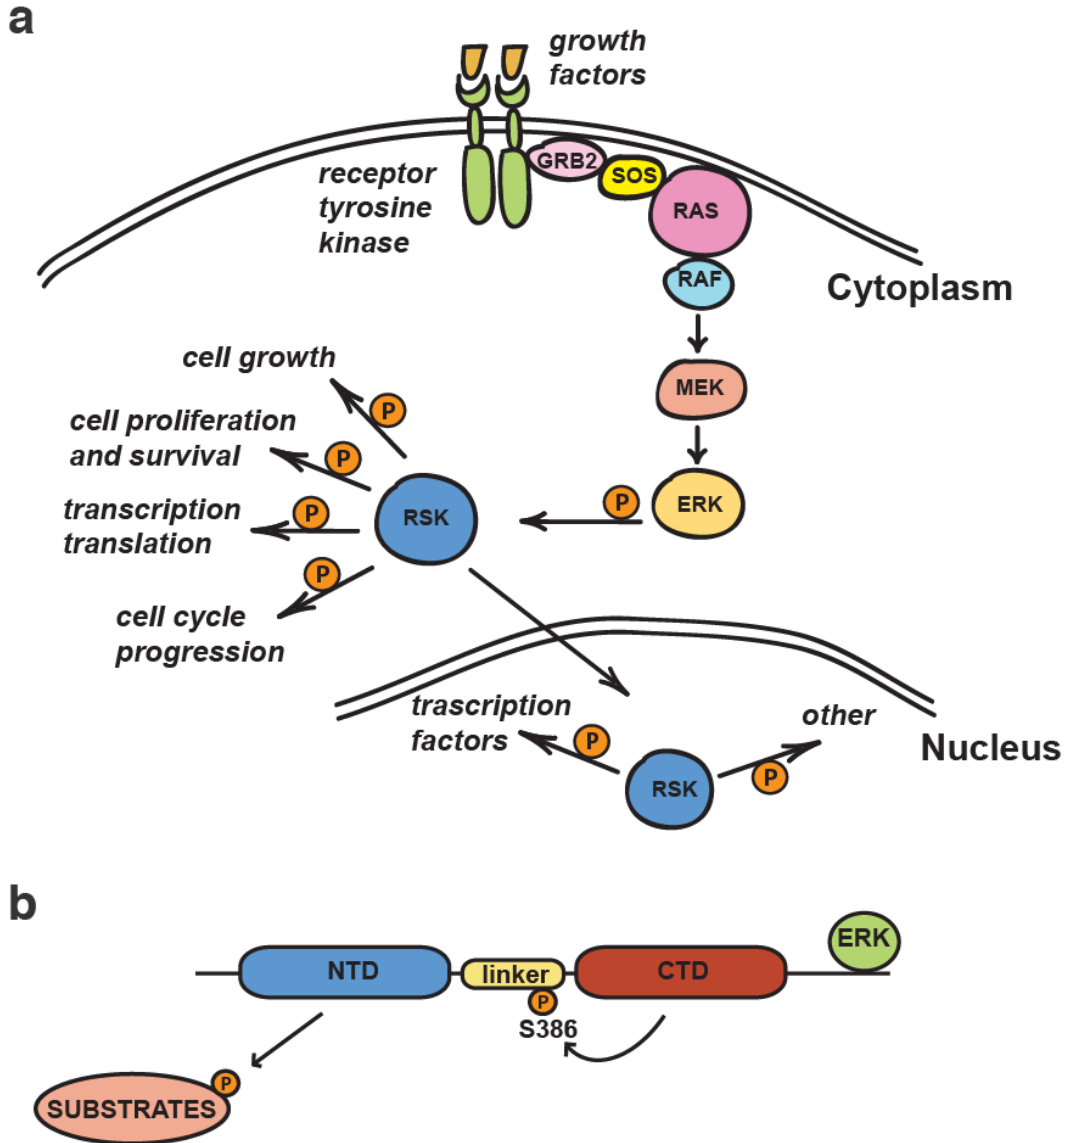 a
growth
factors
GRB2
SOS
RAS
receptor
tyrosine
kinase
RAF
Cytoplasm
cell growth
MEK
P
cell proliferation
and survival
P
ERK
P
RSK
transcription
translation
P
P
cell cycle
progression
trascription
factors
P
other
Nucleus
RSK
P
b
ERK
NTD
linker
CTD
P
S386
P
SUBSTRATES